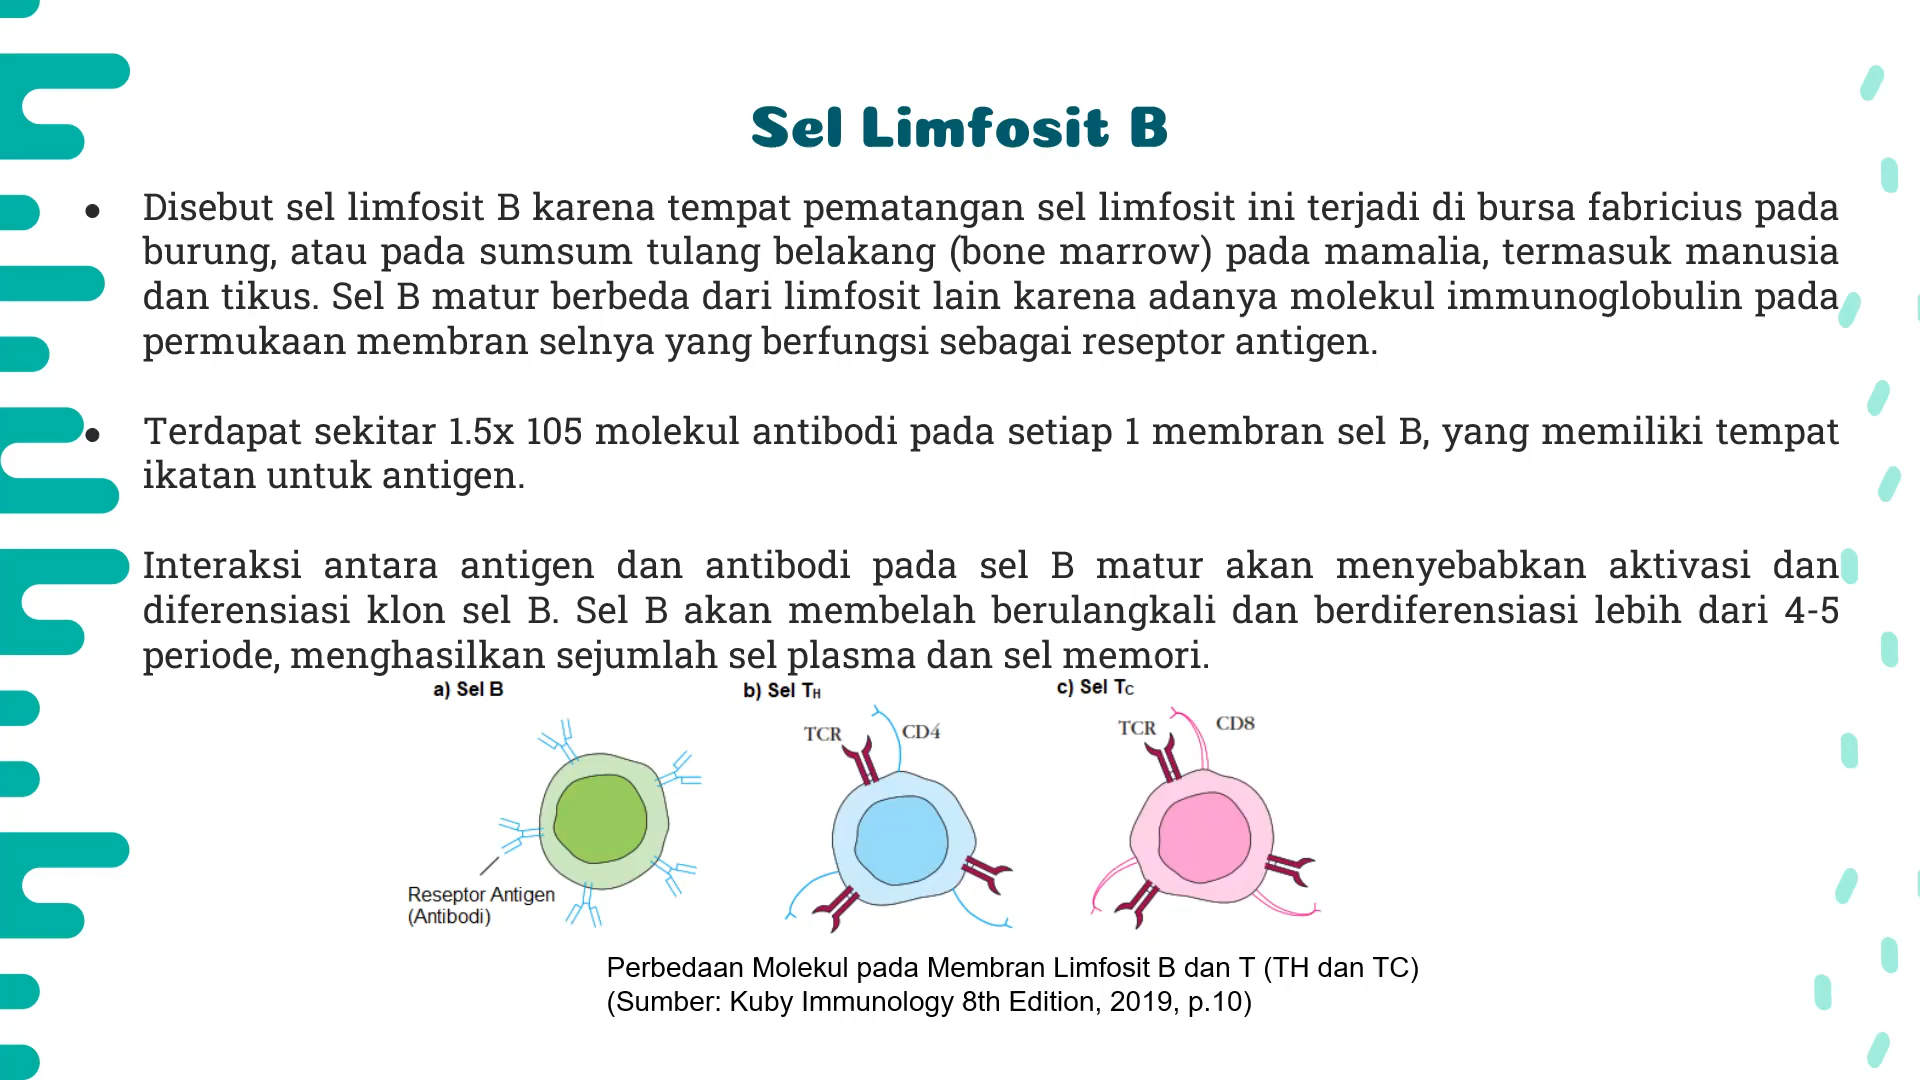 Sel Limfosit B
• Disebut sel limfosit B karena tempat pematangan sel limfosit ini terjadi di bursa fabricius pada
burung, atau pada sumsum tulang belakang (bone marrow) pada mamalia, termasuk manusia
dan tikus. Sel B matur berbeda dari limfosit lain karena adanya molekul immunoglobulin pada
permukaan membran selnya yang berfungsi sebagai reseptor antigen.
• Terdapat sekitar 1.5x 105 molekul antibodi pada setiap 1 membran sel B, yang memiliki tempat
ikatan untuk antigen.
Interaksi antara antigen dan antibodi pada sel B matur akan menyebabkan aktivasi dan
diferensiasi klon sel B. Sel B akan membelah berulangkali dan berdiferensiasi lebih dari 4-5
periode, menghasilkan sejumlah sel plasma dan sel memori.
a) Sel B
Reseptor Antigen
(Antibodi)
b) Sel TH
TCR
CD4
c) Sel TC
TCR
CD8
Perbedaan Molekul pada Membran Limfosit B dan T (TH dan TC)
(Sumber: Kuby Immunology 8th Edition, 2019, p.10)